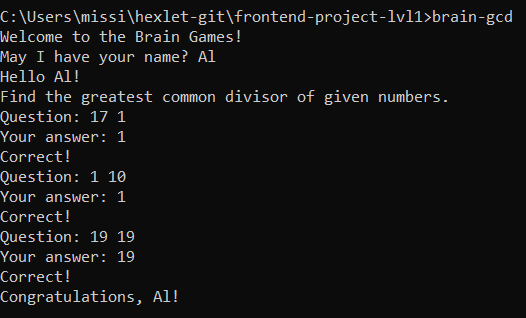 C:\Users\missi\hexlet-git\frontend-project-lvl1>brain-gcd
Welcome to the Brain Games!
May I have your name? Al
Hello Al!
Find the greatest common divisor of given numbers.
Question: 17 1
Your answer: 1
Correct!
Question: 1 10
Your answer: 1
Correct!
Question: 19 19
Your answer: 19
Correct!
Congratulations, Al!